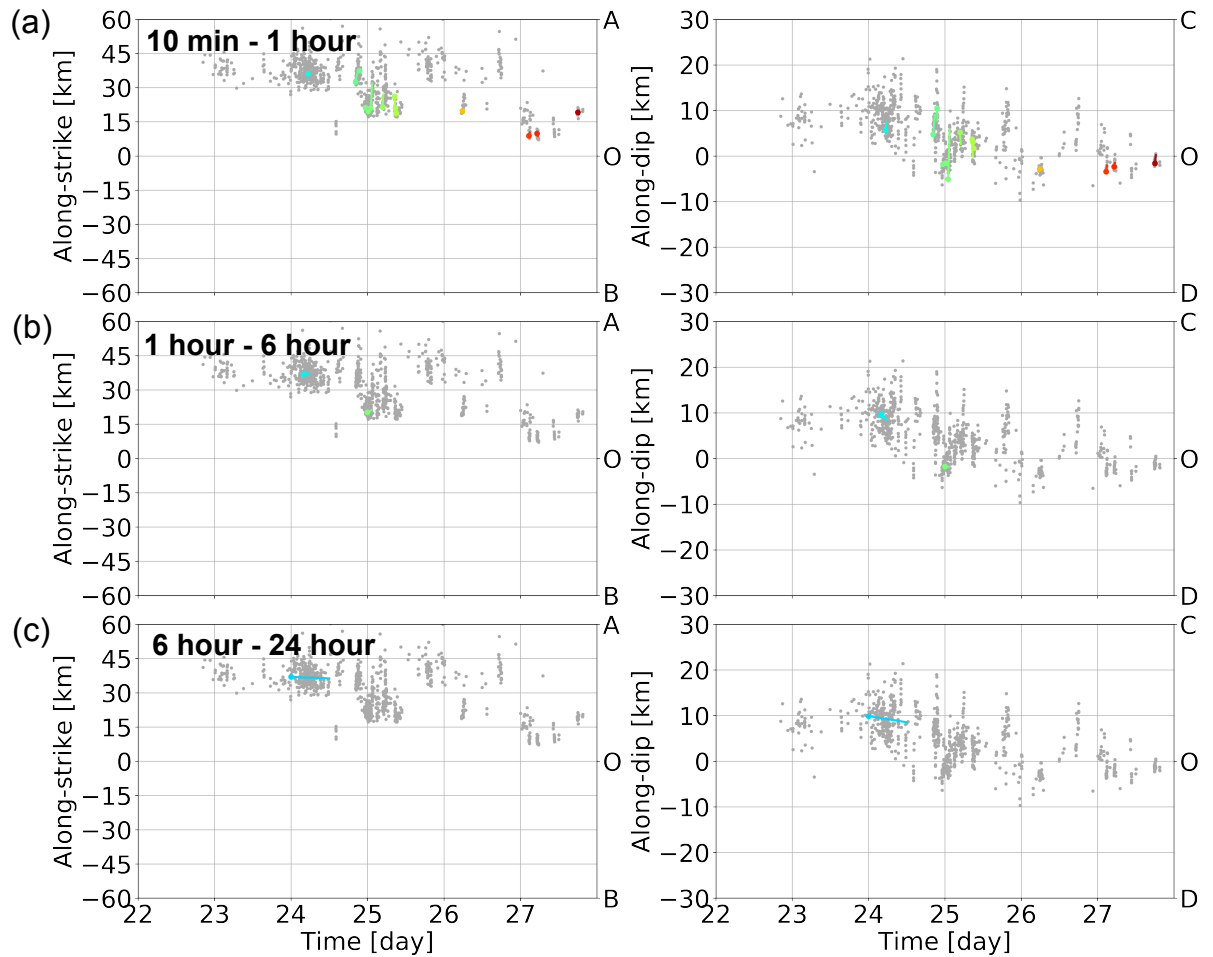 (a)
10 min - 1 hour
Along-strike [km]
60
45
30
15
0
−15
−30
−45
−60
A
O
B
Along-dip [km]
30
20
10
0
−10
−20
−30
C
O
D
(b)
1 hour - 6 hour
Along-strike [km]
60
45
30
15
0
−15
−30
−45
−60
A
O
B
Along-dip [km]
30
20
10
0
−10
−20
−30
C
O
D
(c)
6 hour - 24 hour
Along-strike [km]
60
45
30
15
0
−15
−30
−45
−60
A
O
B
22 23 24 25 26 27
Time [day]
Along-dip [km]
30
20
10
0
−10
−20
−30
C
O
D
22 23 24 25 26 27
Time [day]